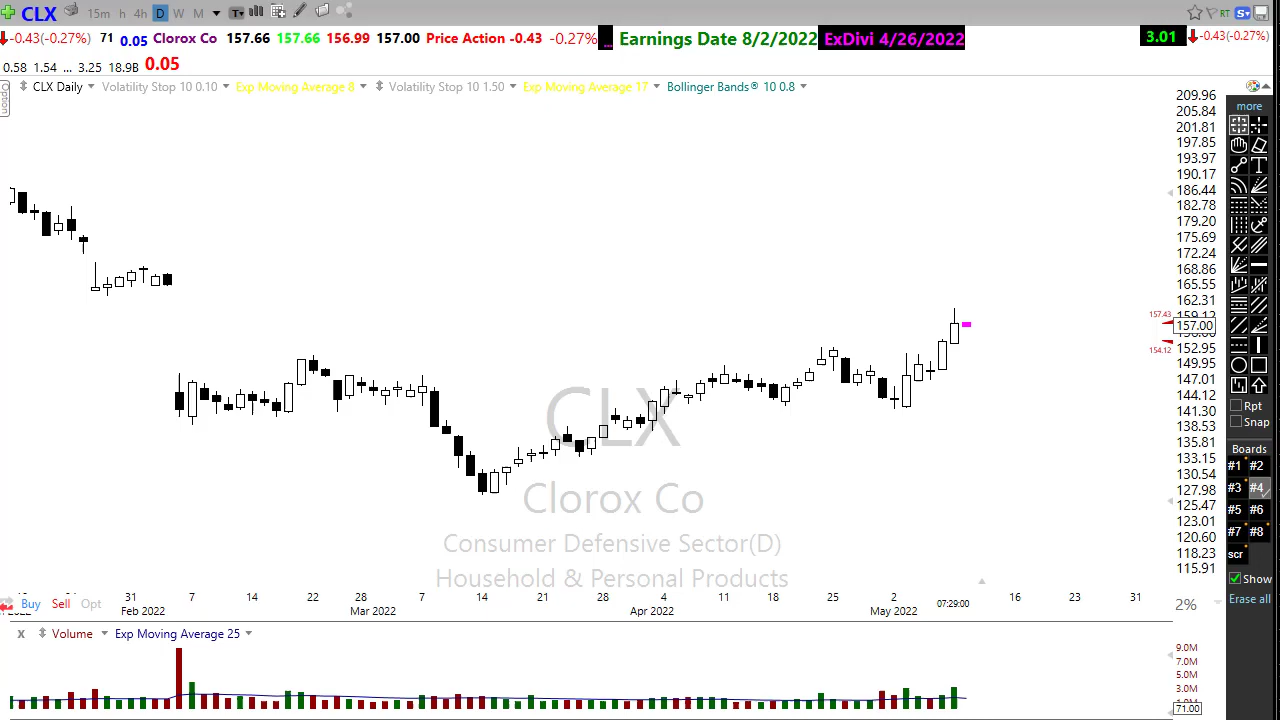 CLX 15m h 4h D W M T RT S
-0.43(-0.27%) 71 0.05 Clorox Co 157.66 157.66 156.99 157.00 Price Action -0.43 -0.27% ... Earnings Date 8/2/2022 ExDivi 4/26/2022 3.01 -0.43(-0.27%)
0.58 1.54 ... 3.25 18.9B 0.05
Option
CLX Daily Volatility Stop 10 0.10 Exp Moving Average 8 Volatility Stop 10 1.50 Exp Moving Average 17 Bollinger Bands® 10 0.8
209.96
205.84
201.81
197.85
193.97
190.17
186.44
182.78
179.20
175.69
172.24
168.86
165.55
162.31
159.12
157.43
157.00
154.12
152.95
149.95
147.01
144.12
141.30
138.53
135.81
133.15
130.54
127.98
125.47
123.01
120.60
118.23
115.91
CLX
Clorox Co
Consumer Defensive Sector(D)
Household & Personal Products
more
T
Rpt
Snap
Boards
#1 #2
#3 #4
#5 #6
#7 #8
scr
Show
Erase all
31 7 14 22 28 7 14 21 28 4 11 18 25 2 16 23 31
Buy Sell Opt
Feb 2022 Mar 2022 Apr 2022 May 2022 07:29:00
2%
x Volume Exp Moving Average 25
9.0M
7.0M
5.0M
3.0M
71.00